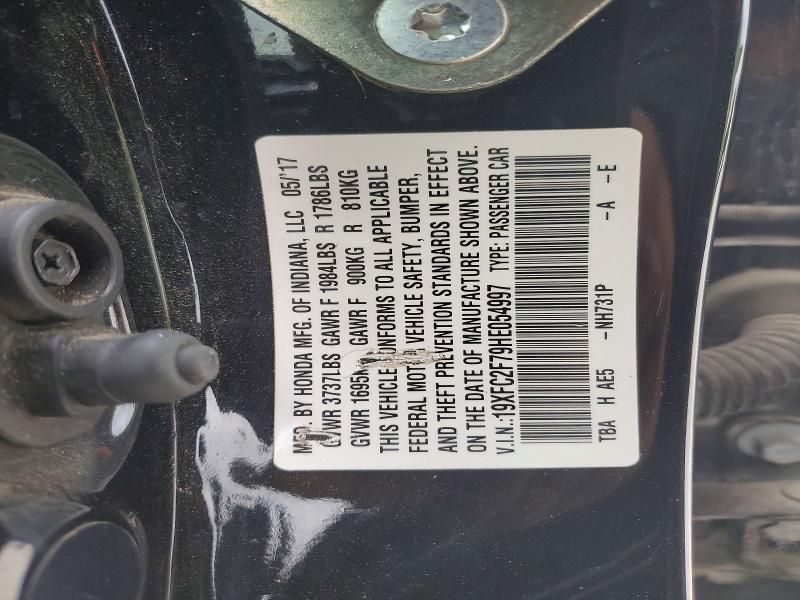 MFD. BY HONDA MFG. OF INDIANA, LLC 05/'17
GVWR 3737LBS GAWR F 1984LBS R 1786LBS
GVWR 1695KG GAWR F 900KG R 810KG
THIS VEHICLE CONFORMS TO ALL APPLICABLE
FEDERAL MOTOR VEHICLE SAFETY, BUMPER,
AND THEFT PREVENTION STANDARDS IN EFFECT
ON THE DATE OF MANUFACTURE SHOWN ABOVE.
V.I.N.:19XFC2F79HE054997 TYPE: PASSENGER CAR
TBA H AE5 -NH731P -A -E